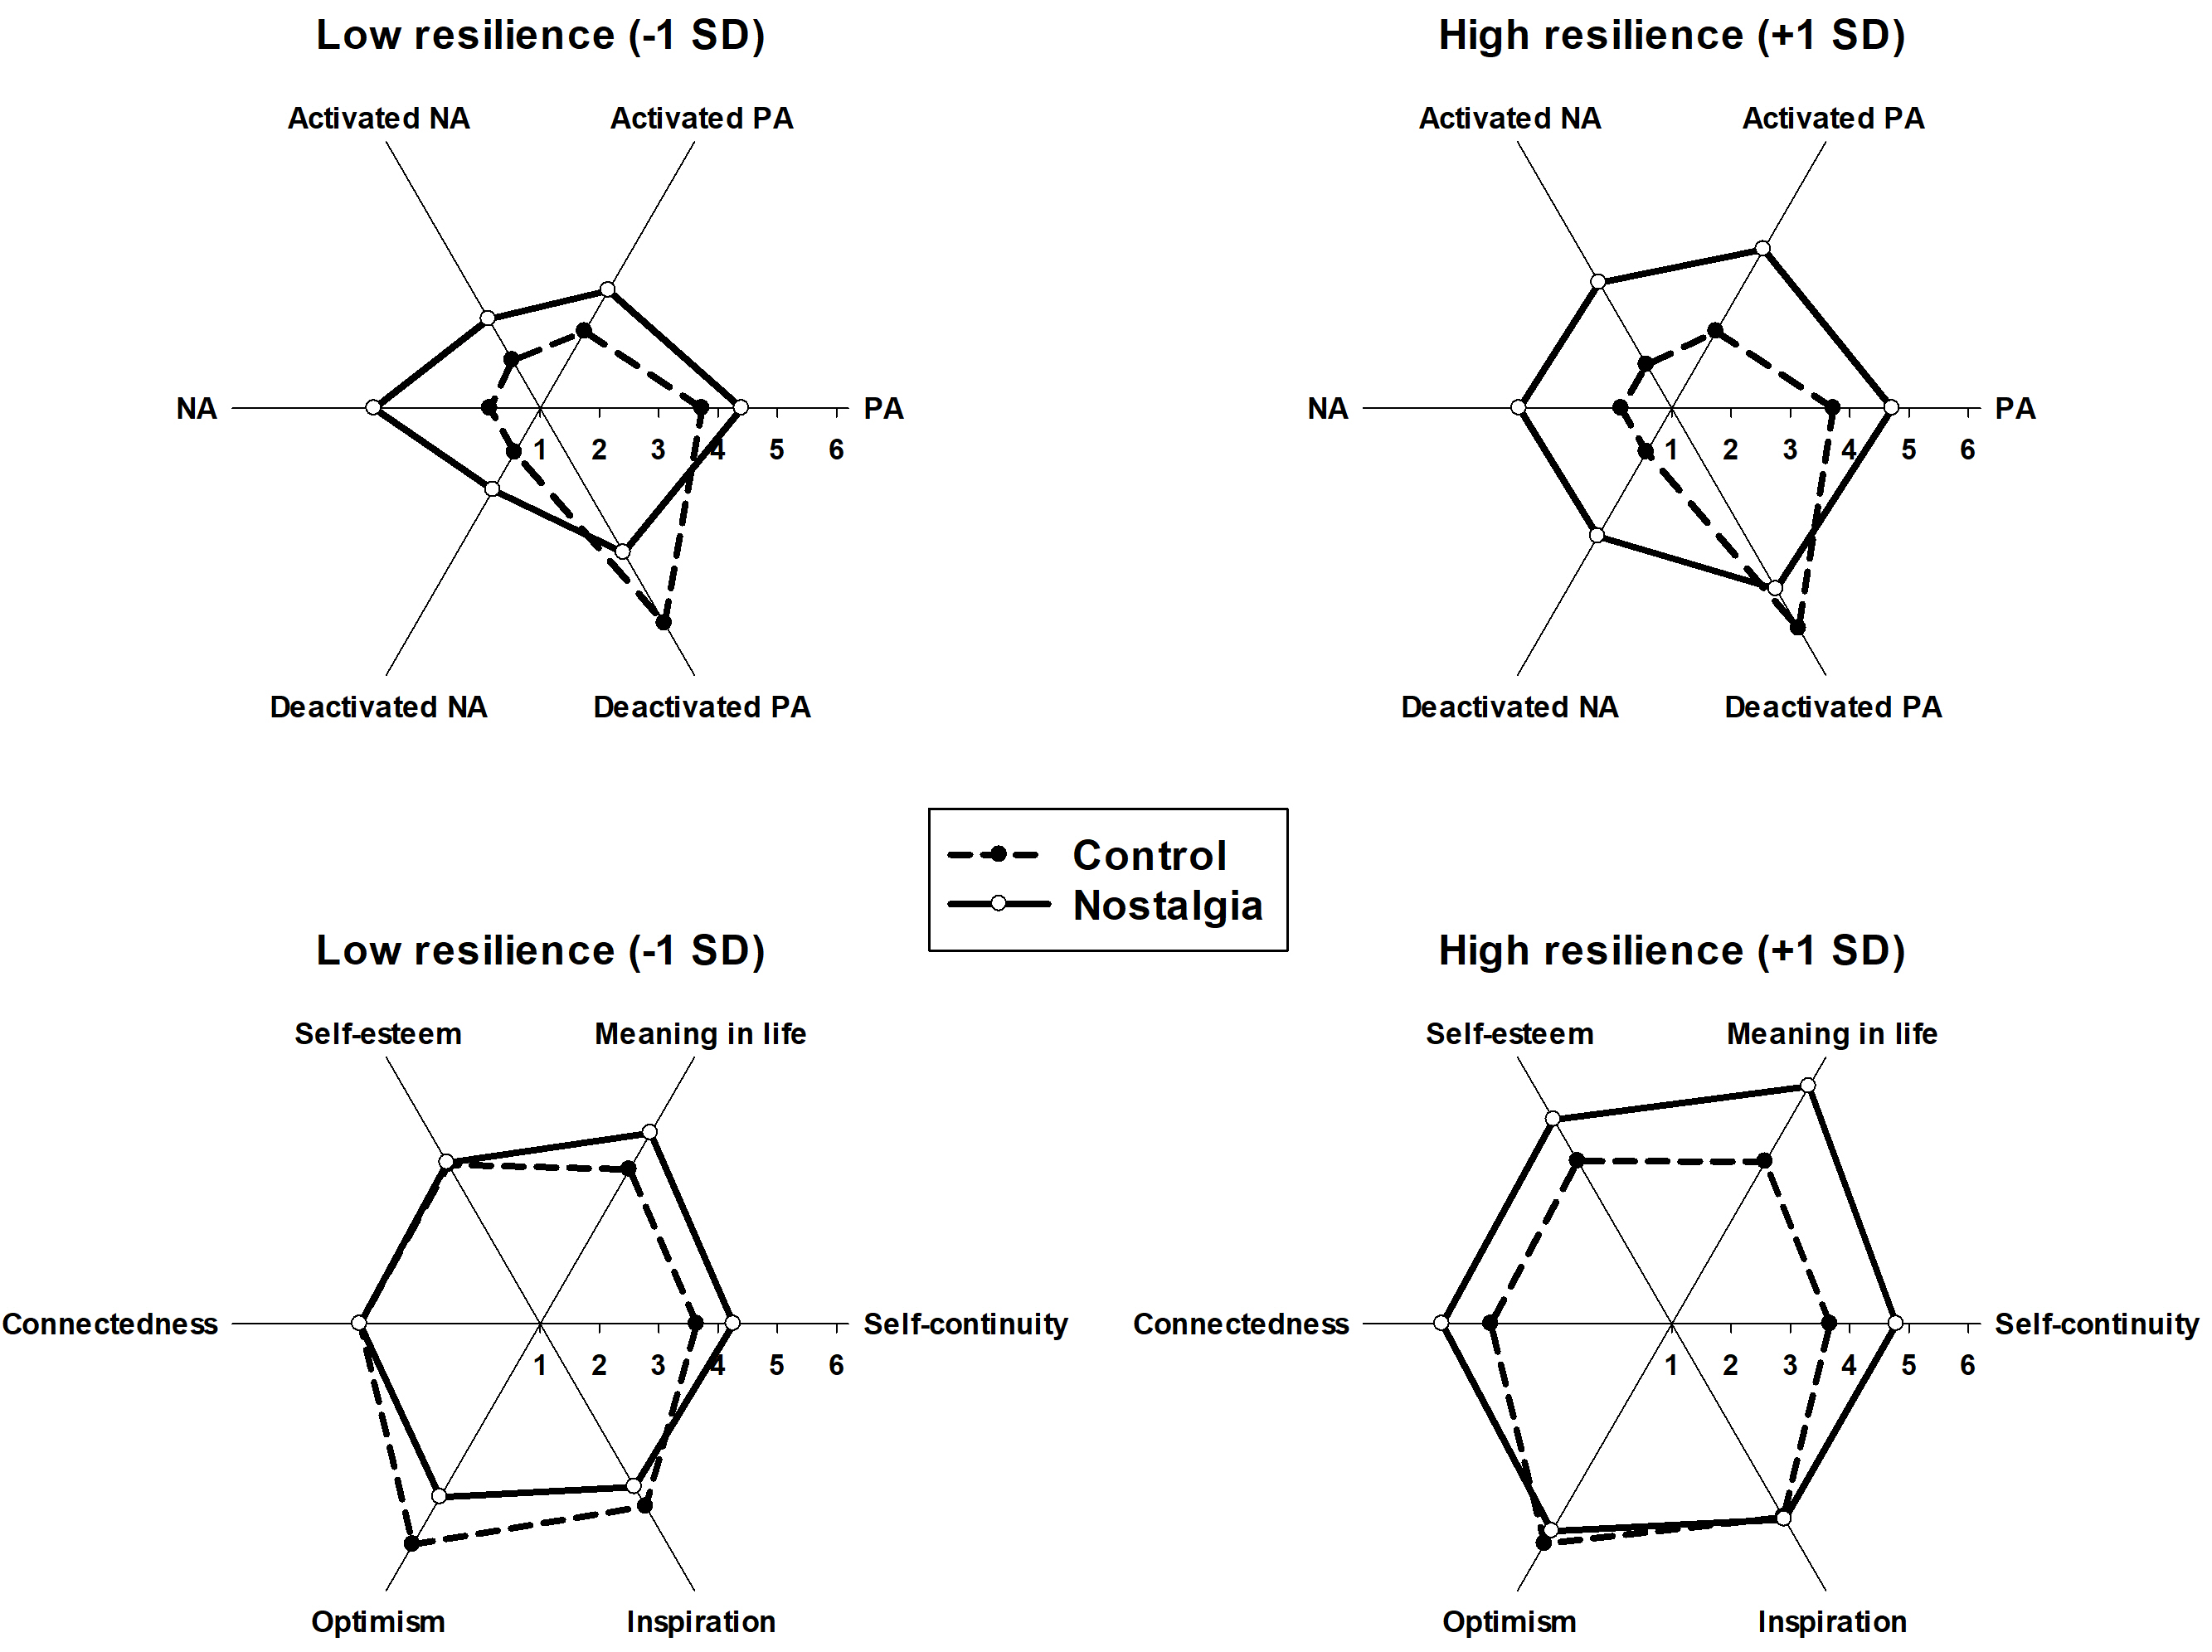 Low resilience (-1 SD)
High resilience (+1 SD)
Activated NA
Activated PA
Activated NA
Activated PA
NA
PA
NA
PA
1 2 3 4 5 6
1 2 3 4 5 6
Deactivated NA
Deactivated PA
Deactivated NA
Deactivated PA
Control
Nostalgia
Low resilience (-1 SD)
High resilience (+1 SD)
Self-esteem
Meaning in life
Self-esteem
Meaning in life
Connectedness
Self-continuity
Connectedness
Self-continuity
1 2 3 4 5 6
1 2 3 4 5 6
Optimism
Inspiration
Optimism
Inspiration